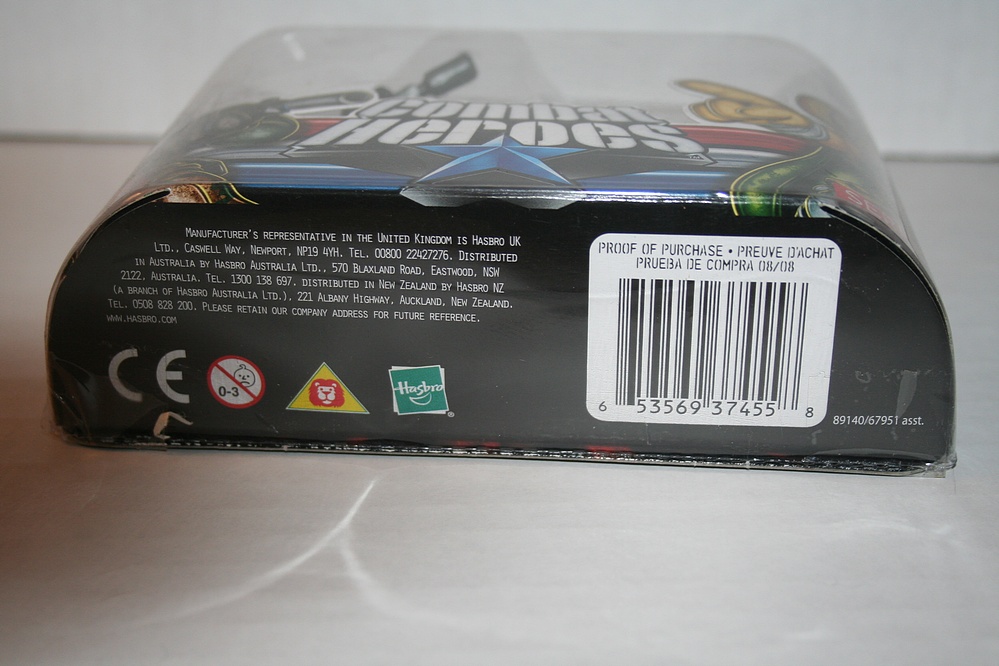 Combat
Heroes
MANUFACTURER'S REPRESENTATIVE IN THE UNITED KINGDOM IS HASBRO UK
LTD., CASWELL WAY, NEWPORT, NP19 4YH. TEL. 00800 22427276. DISTRIBUTED
IN AUSTRALIA BY HASBRO AUSTRALIA LTD., 570 BLAXLAND ROAD, EASTWOOD, NSW
2122, AUSTRALIA. TEL. 1300 138 697. DISTRIBUTED IN NEW ZEALAND BY HASBRO NZ
(A BRANCH OF HASBRO AUSTRALIA LTD.), 221 ALBANY HIGHWAY, AUCKLAND, NEW ZEALAND.
TEL. 0508 828 200. PLEASE RETAIN OUR COMPANY ADDRESS FOR FUTURE REFERENCE.
WWW.HASBRO.COM
CE
0-3
Hasbro®
PROOF OF PURCHASE • PREUVE D'ACHAT
PRUEBA DE COMPRA 08/08
6 53569 37455 8
89140/67951 asst.